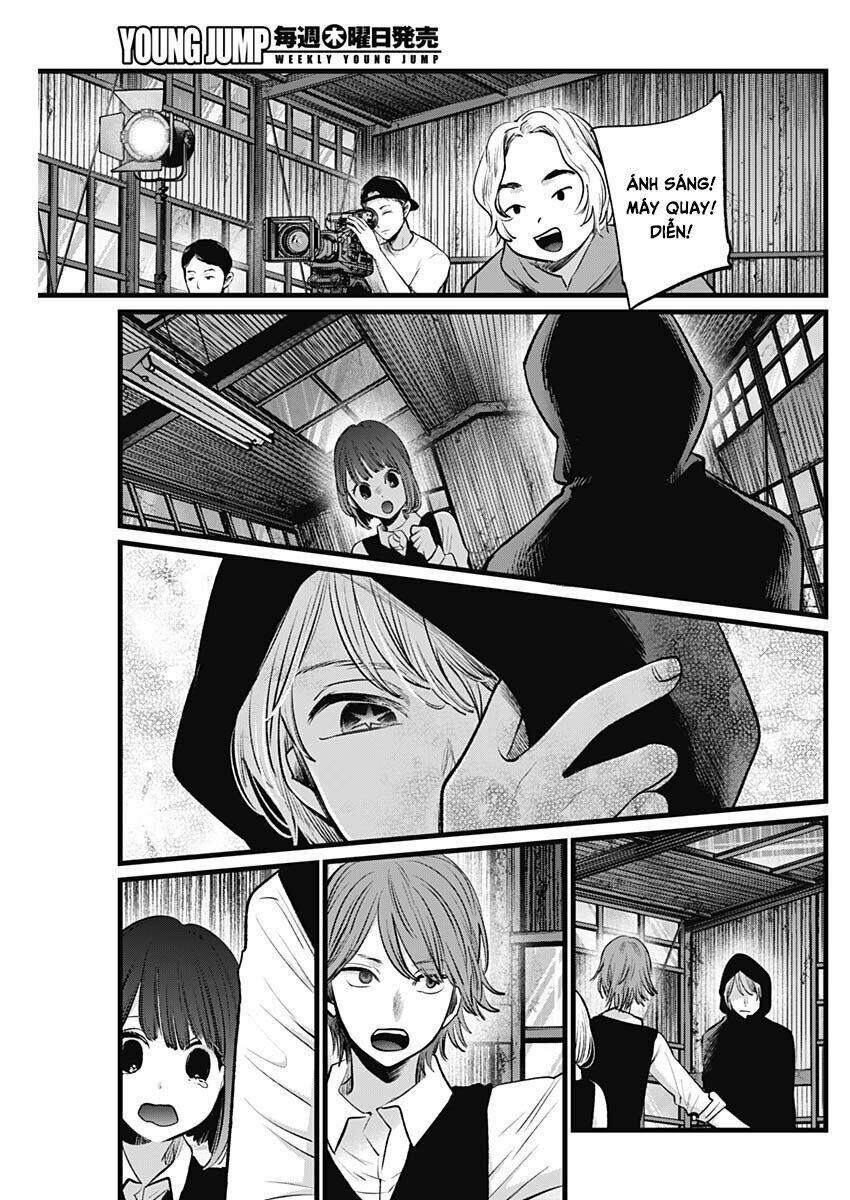 YOUNG JUMP 毎週木曜日発売
WEEKLY YOUNG JUMP
ÁNH SÁNG!
MÁY QUAY!
DIỄN!